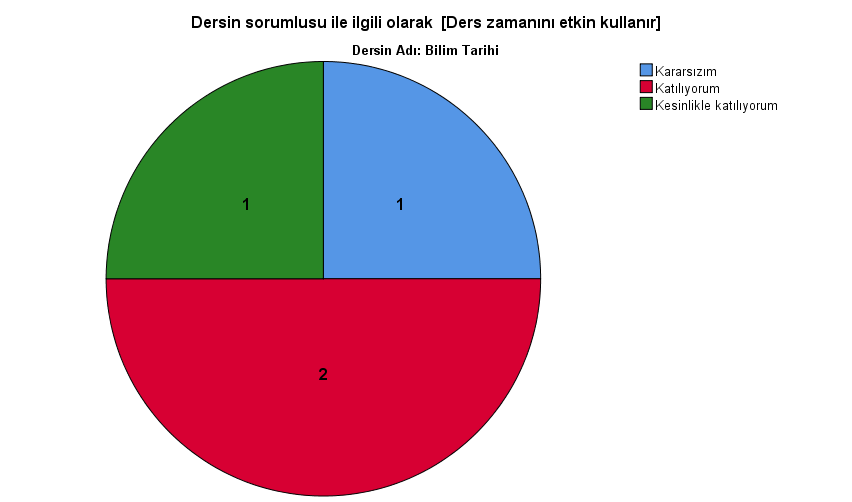 Dersin sorumlusu ile ilgili olarak  [Ders zamanını etkin kullanır]
Dersin Adı: Bilim Tarihi
Kararsızım
Katılıyorum
Kesinlikle katılıyorum
1
1
2